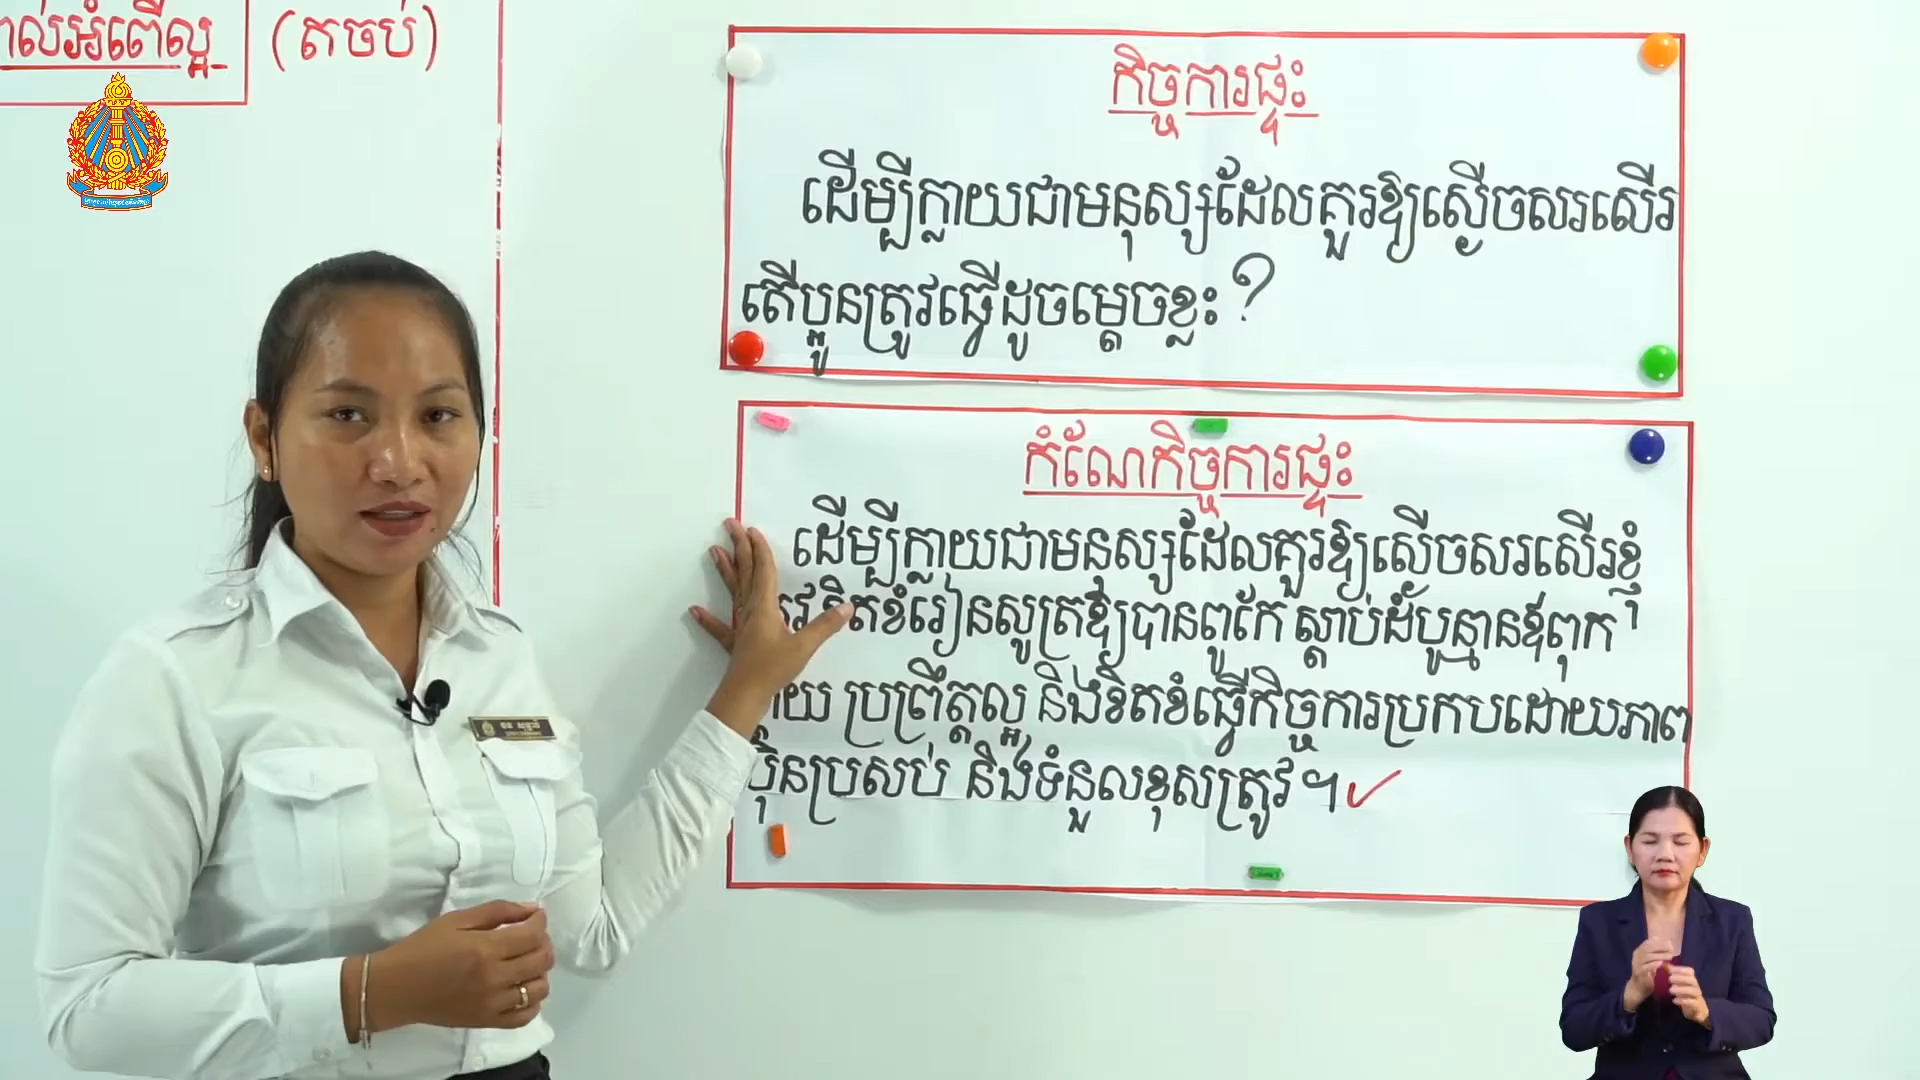 រាល់អំពើល្អ (តចប់)
កិច្ចការផ្ទះ
ដើម្បីក្លាយជាមនុស្សដែលគួរឱ្យស្ងើចសរសើរ
តើប្អូនត្រូវធ្វើដូចម្ដេចខ្លះ?
កំណែកិច្ចការផ្ទះ
ដើម្បីក្លាយជាមនុស្សដែលគួរឱ្យស្ងើចសរសើរខ្ញុំ
ខិតខំរៀនសូត្រឱ្យបានពូកែ ស្ដាប់ដំបូន្មានឪពុក
ប្រព្រឹត្តល្អ និងខិតខំធ្វើកិច្ចការប្រកបដោយភាព
ប៉ិនប្រសប់ និងទំនួលខុសត្រូវ។